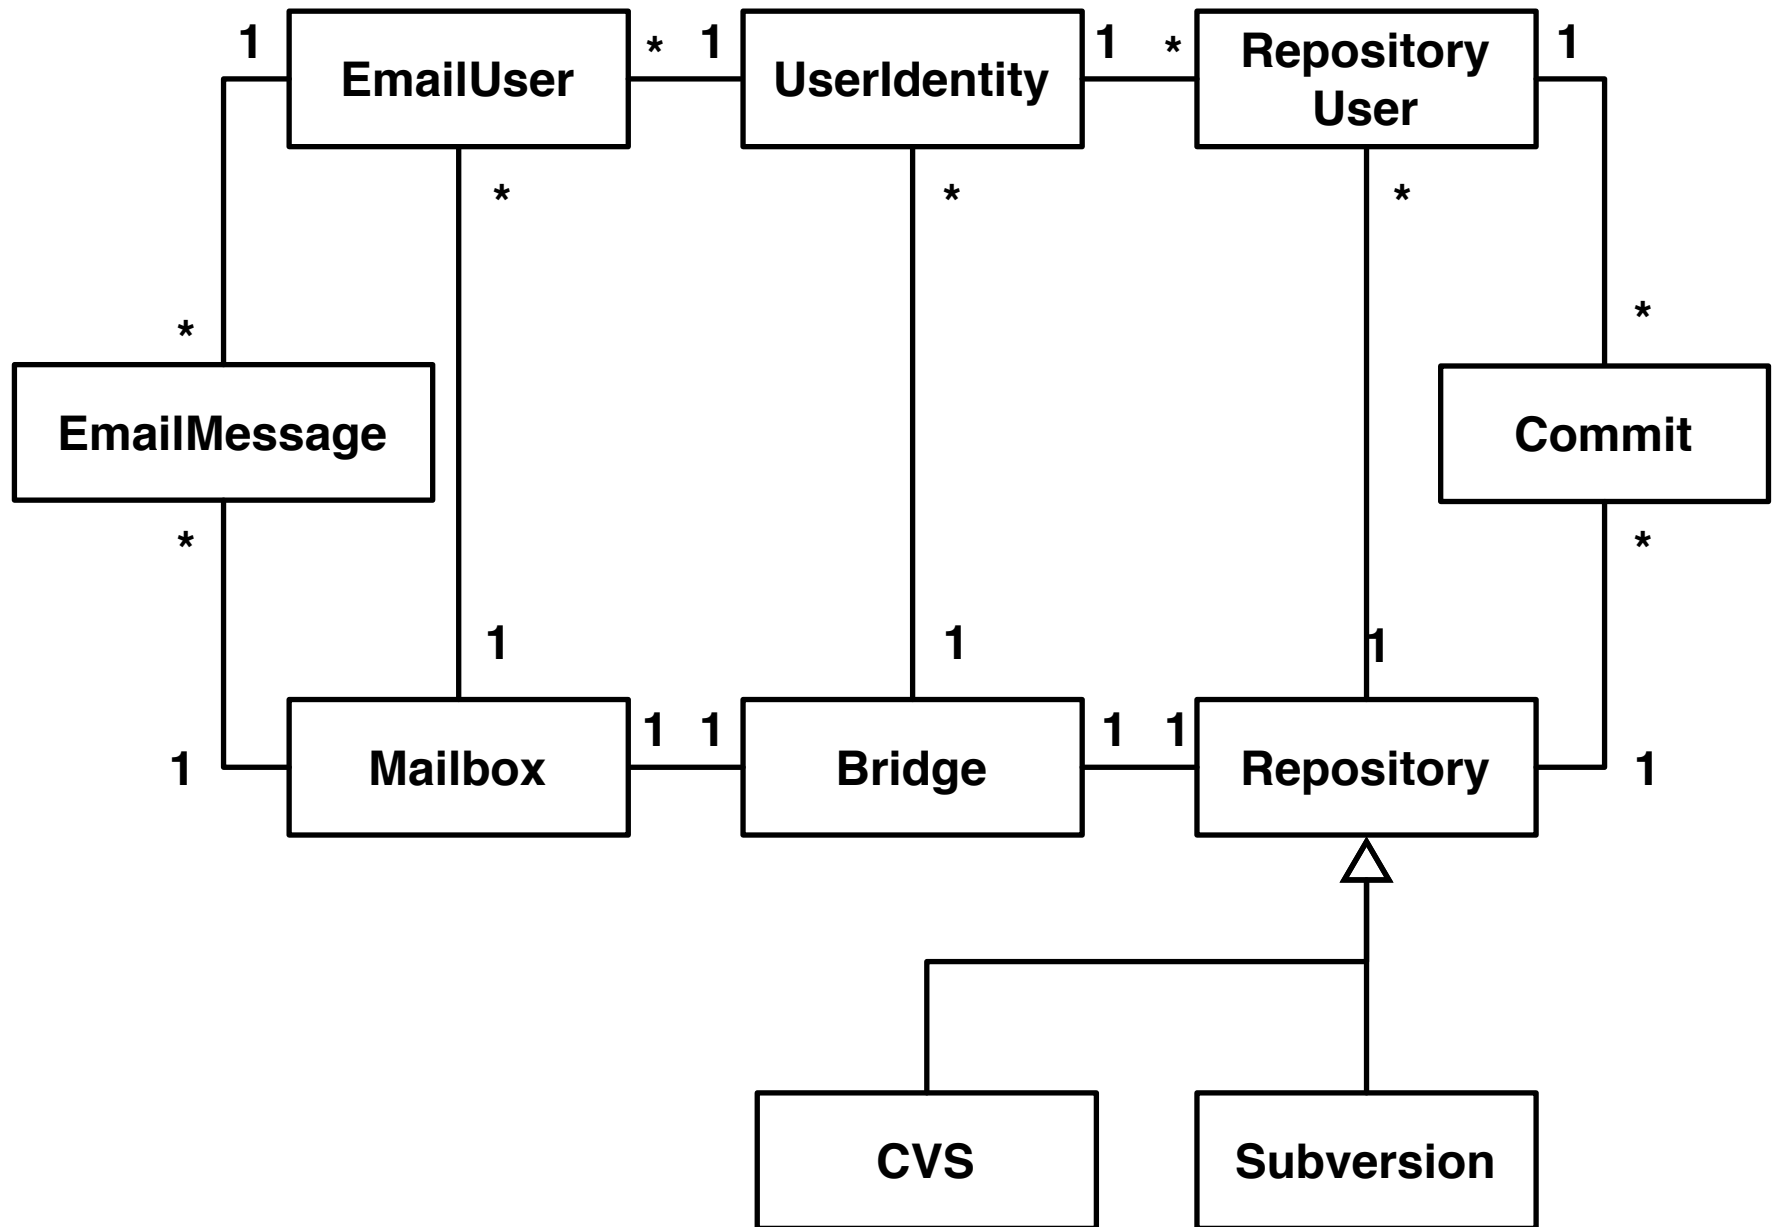 1
EmailUser
*
1
UserIdentity
1
*
Repository
User
1
*
*
*
*
*
EmailMessage
Commit
*
*
1
1
1
1
Mailbox
1
1
Bridge
1
1
Repository
1
CVS
Subversion